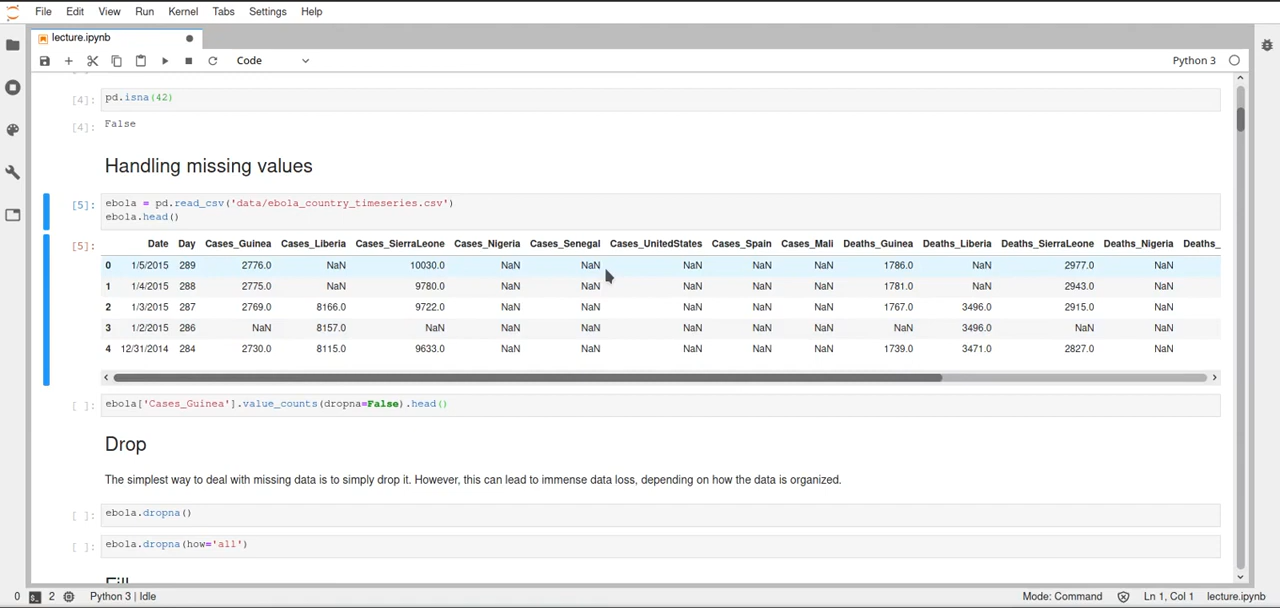 File Edit View Run Kernel Tabs Settings Help
lecture.ipynb
Code
Python 3
[4]: pd.isna(42)
[4]: False
Handling missing values
[5]: ebola = pd.read_csv('data/ebola_country_timeseries.csv')
ebola.head()
[5]: Date Day Cases_Guinea Cases_Liberia Cases_SierraLeone Cases_Nigeria Cases_Senegal Cases_UnitedStates Cases_Spain Cases_Mali Deaths_Guinea Deaths_Liberia Deaths_SierraLeone Deaths_Nigeria Deaths_
0 1/5/2015 289 2776.0 NaN 10030.0 NaN NaN NaN NaN NaN 1786.0 NaN 2977.0 NaN
1 1/4/2015 288 2775.0 NaN 9780.0 NaN NaN NaN NaN NaN 1781.0 NaN 2943.0 NaN
2 1/3/2015 287 2769.0 8166.0 9722.0 NaN NaN NaN NaN NaN 1767.0 3496.0 2915.0 NaN
3 1/2/2015 286 NaN 8157.0 NaN NaN NaN NaN NaN NaN NaN 3496.0 NaN NaN
4 12/31/2014 284 2730.0 8115.0 9633.0 NaN NaN NaN NaN NaN 1739.0 3471.0 2827.0 NaN
[ ]: ebola['Cases_Guinea'].value_counts(dropna=False).head()
Drop
The simplest way to deal with missing data is to simply drop it. However, this can lead to immense data loss, depending on how the data is organized.
[ ]: ebola.dropna()
[ ]: ebola.dropna(how='all')
Fill
0 2 Python 3 | Idle Mode: Command Ln 1, Col 1 lecture.ipynb